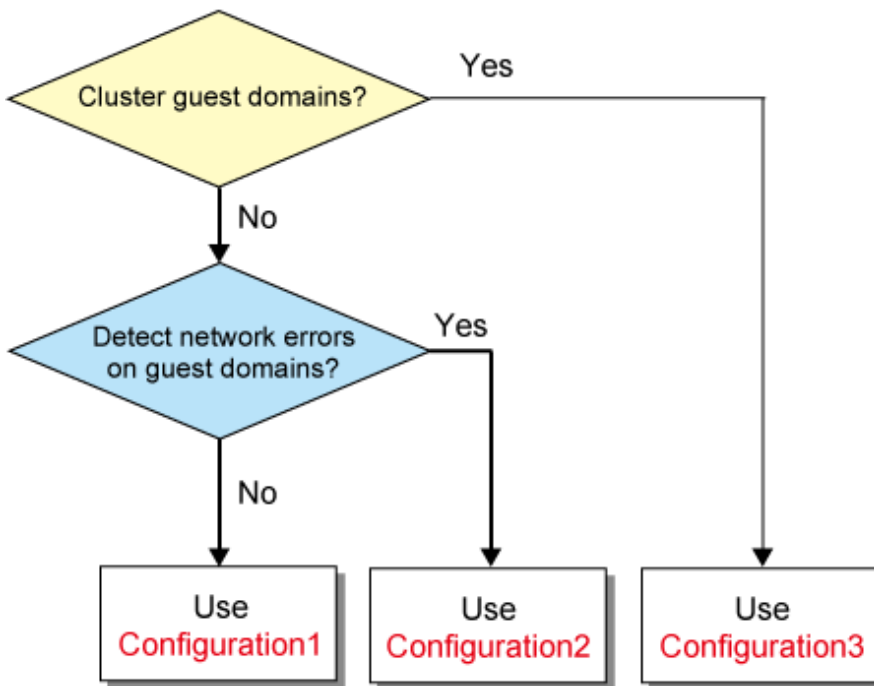 Cluster guest domains?
Yes
No
Detect network errors
on guest domains?
Yes
No
Use
Configuration1
Use
Configuration2
Use
Configuration3